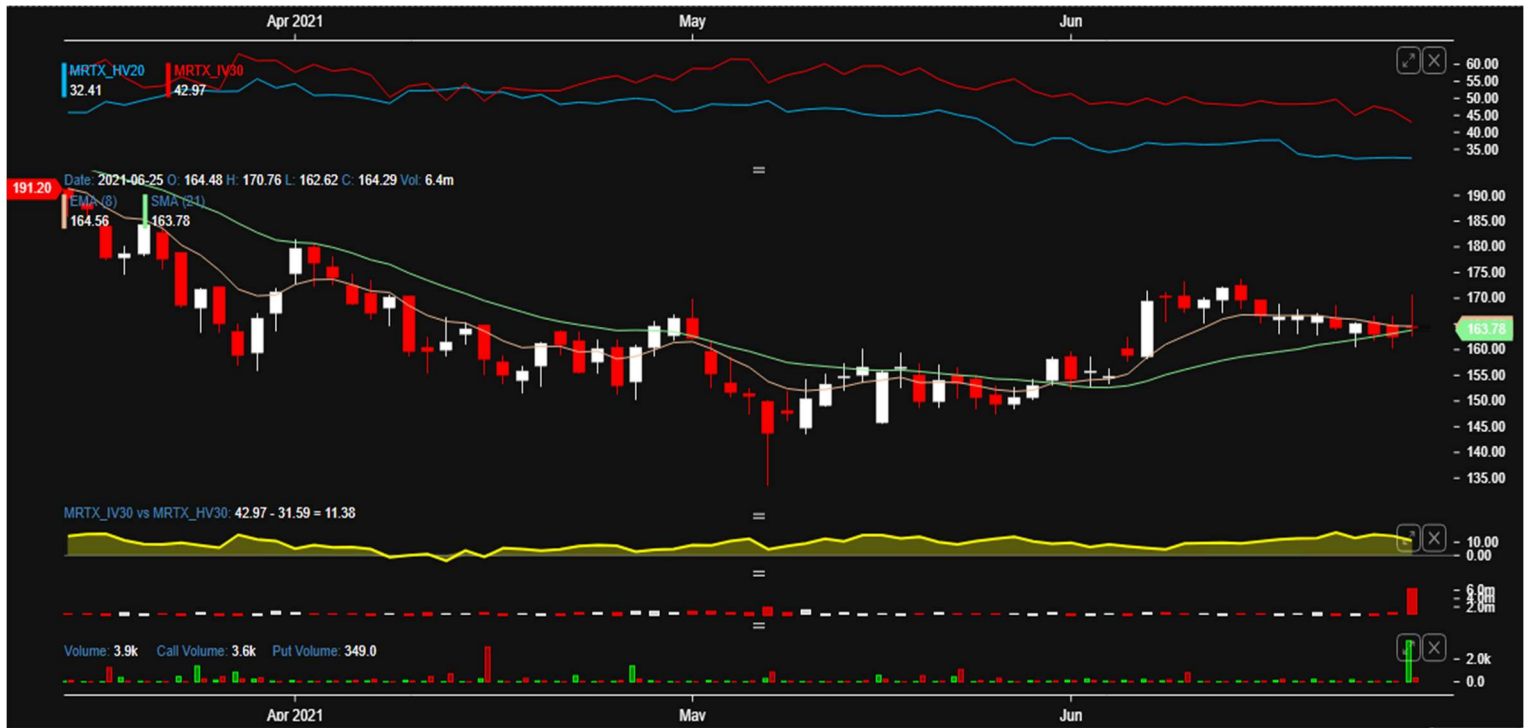 Apr 2021 May Jun
MRTX_HV20 MRTX_IV30
32.41 42.97
60.00
55.00
50.00
45.00
40.00
35.00
Date: 2021-06-25 O: 164.48 H: 170.76 L: 162.62 C: 164.29 Vol: 6.4m
191.20
EMA (8) SMA (21)
164.56 163.78
190.00
185.00
180.00
175.00
170.00
163.78
160.00
155.00
150.00
145.00
140.00
135.00
MRTX_IV30 vs MRTX_HV30: 42.97 - 31.59 = 11.38
10.00
0.00
6.0m
4.0m
2.0m
Volume: 3.9k Call Volume: 3.6k Put Volume: 349.0
2.0k
0.0
Apr 2021 May Jun